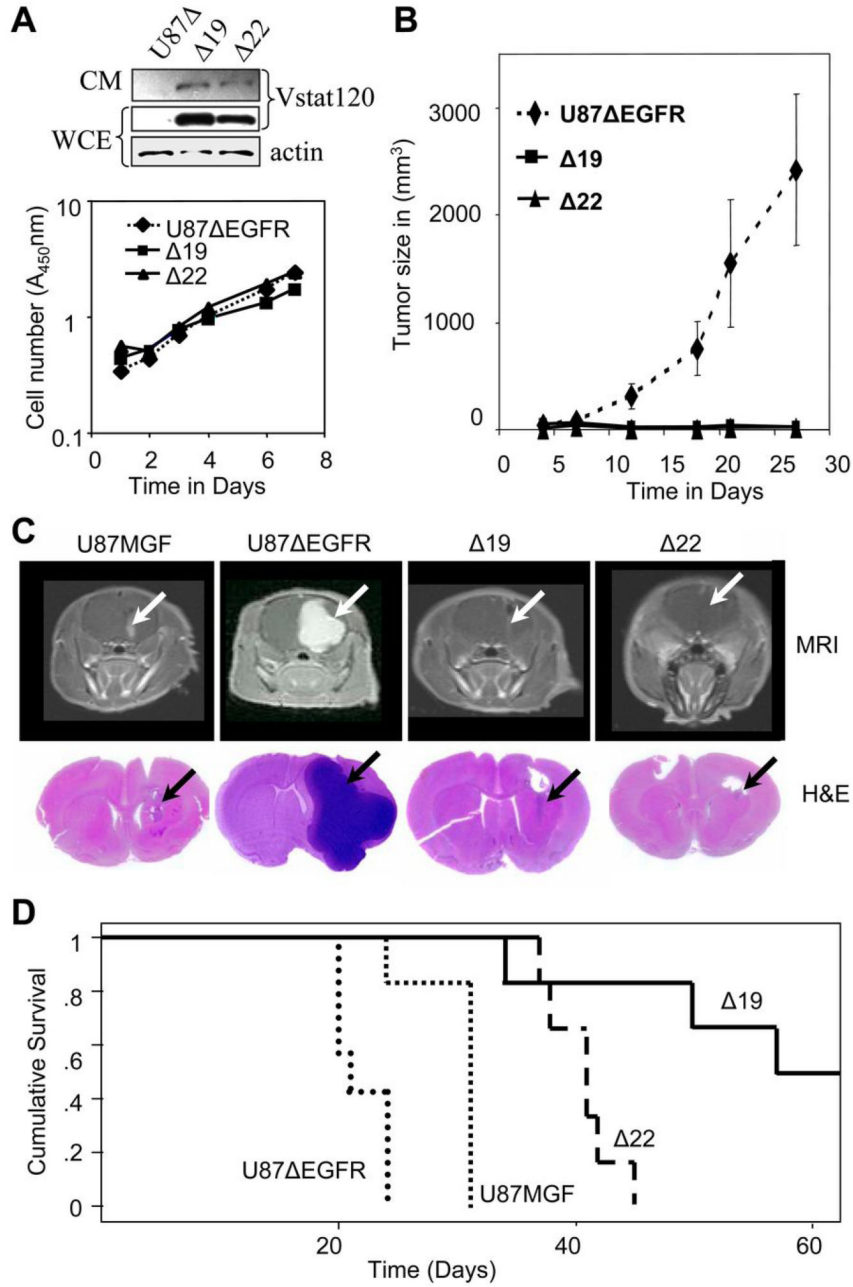 A
U87Δ
Δ19
Δ22
CM
Vstat120
WCE
actin
10
1
0.1
Cell number (A450nm)
U87ΔEGFR
Δ19
Δ22
0 2 4 6 8
Time in Days
B
3000
2000
1000
0
Tumor size in (mm³)
U87ΔEGFR
Δ19
Δ22
0 5 10 15 20 25 30
Time in Days
C
U87MGF U87ΔEGFR Δ19 Δ22
MRI
H&E
D
1
.8
.6
.4
.2
0
Cumulative Survival
Δ19
Δ22
U87ΔEGFR
U87MGF
20 40 60
Time (Days)